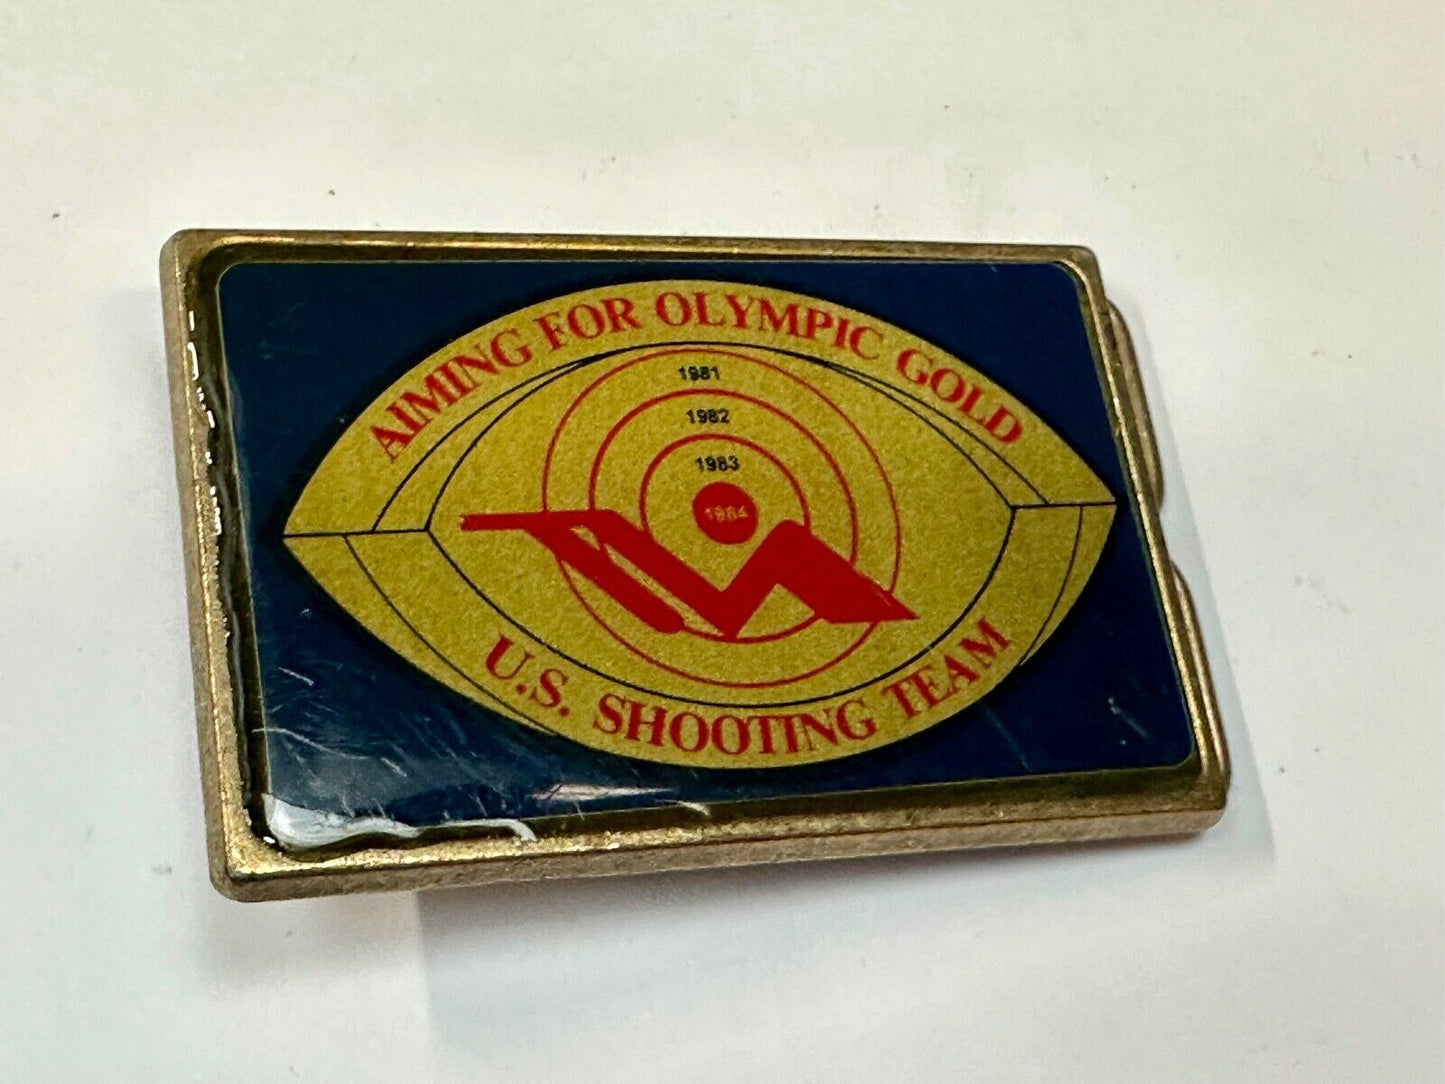 AIMING FOR OLYMPIC GOLD
1981
1982
1983
1984
U.S. SHOOTING TEAM